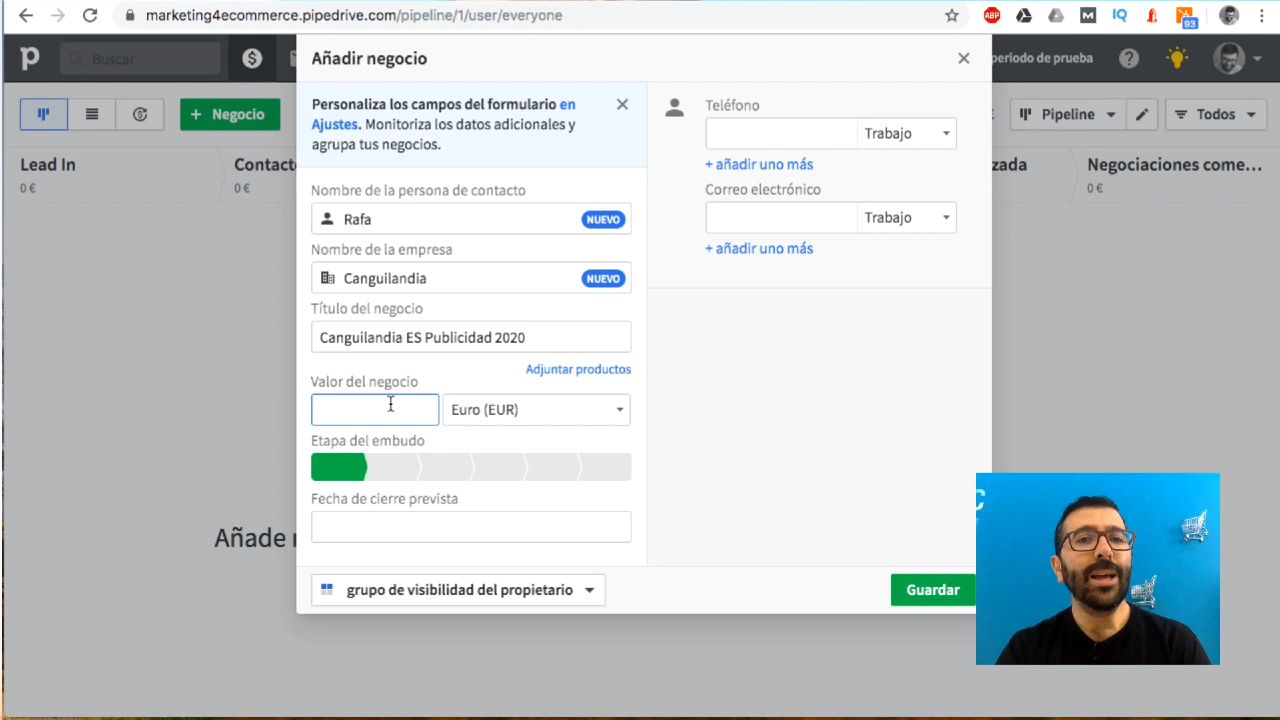 marketing4ecommerce.pipedrive.com/pipeline/1/user/everyone
ABP
M
IQ
93
p
Buscar
$
Añadir negocio
periodo de prueba
?
+ Negocio
Pipeline
Todos
Lead In
0 €
Contacto
0 €
zada
Negociaciones come...
0 €
Personaliza los campos del formulario en
Ajustes. Monitoriza los datos adicionales y
agrupa tus negocios.
Nombre de la persona de contacto
Rafa
NUEVO
Nombre de la empresa
Canguilandia
NUEVO
Título del negocio
Canguilandia ES Publicidad 2020
Adjuntar productos
Valor del negocio
Euro (EUR)
Etapa del embudo
Fecha de cierre prevista
grupo de visibilidad del propietario
Teléfono
Trabajo
+ añadir uno más
Correo electrónico
Trabajo
+ añadir uno más
Guardar
Añade